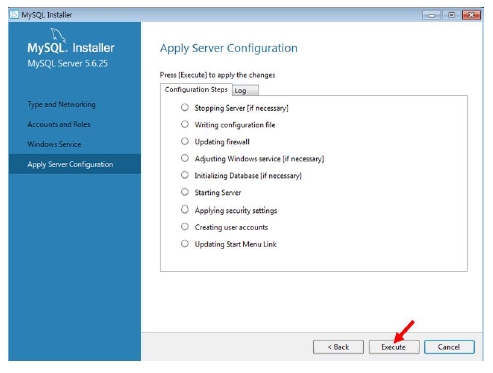 MySQL Installer
MySQL. Installer
MySQL Server 5.6.25
Type and Networking
Accounts and Roles
Windows Service
Apply Server Configuration
Apply Server Configuration
Press [Execute] to apply the changes
Configuration Steps Log
Stopping Server [if necessary]
Writing configuration file
Updating firewall
Adjusting Windows service [if necessary]
Initializing Database [if necessary]
Starting Server
Applying security settings
Creating user accounts
Updating Start Menu Link
< Back Execute Cancel